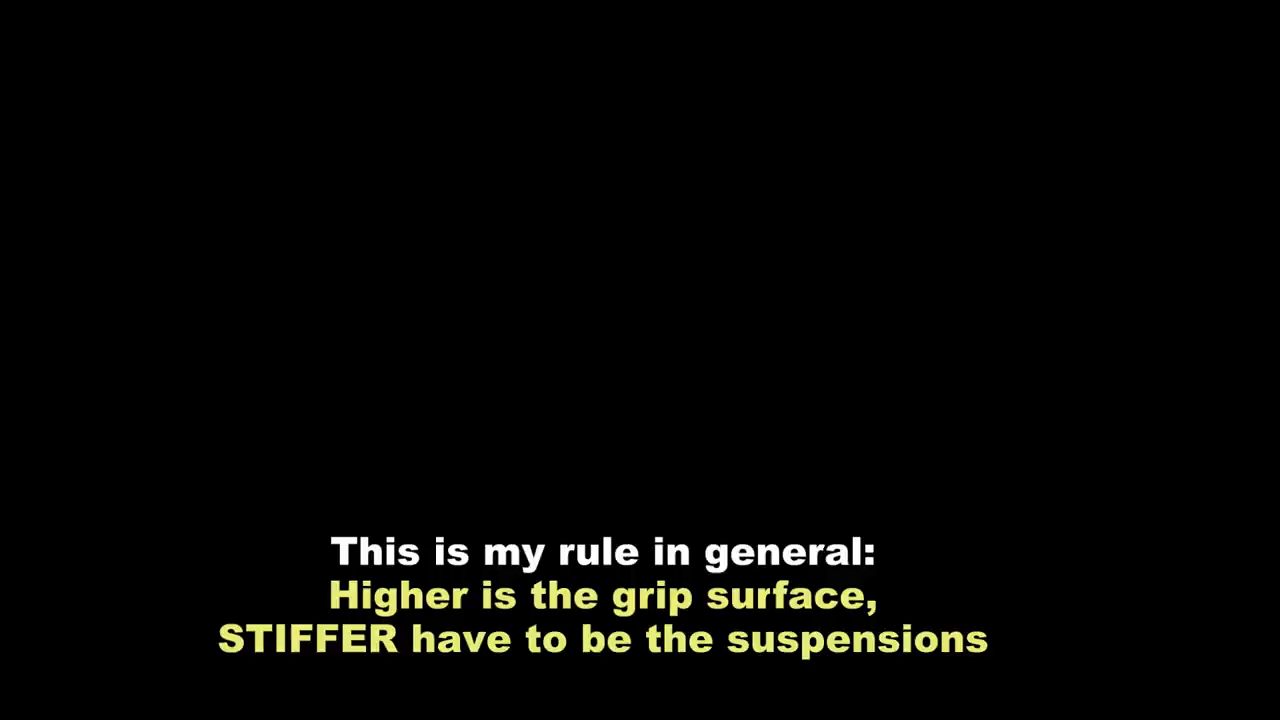 This is my rule in general:
Higher is the grip surface,
STIFFER have to be the suspensions